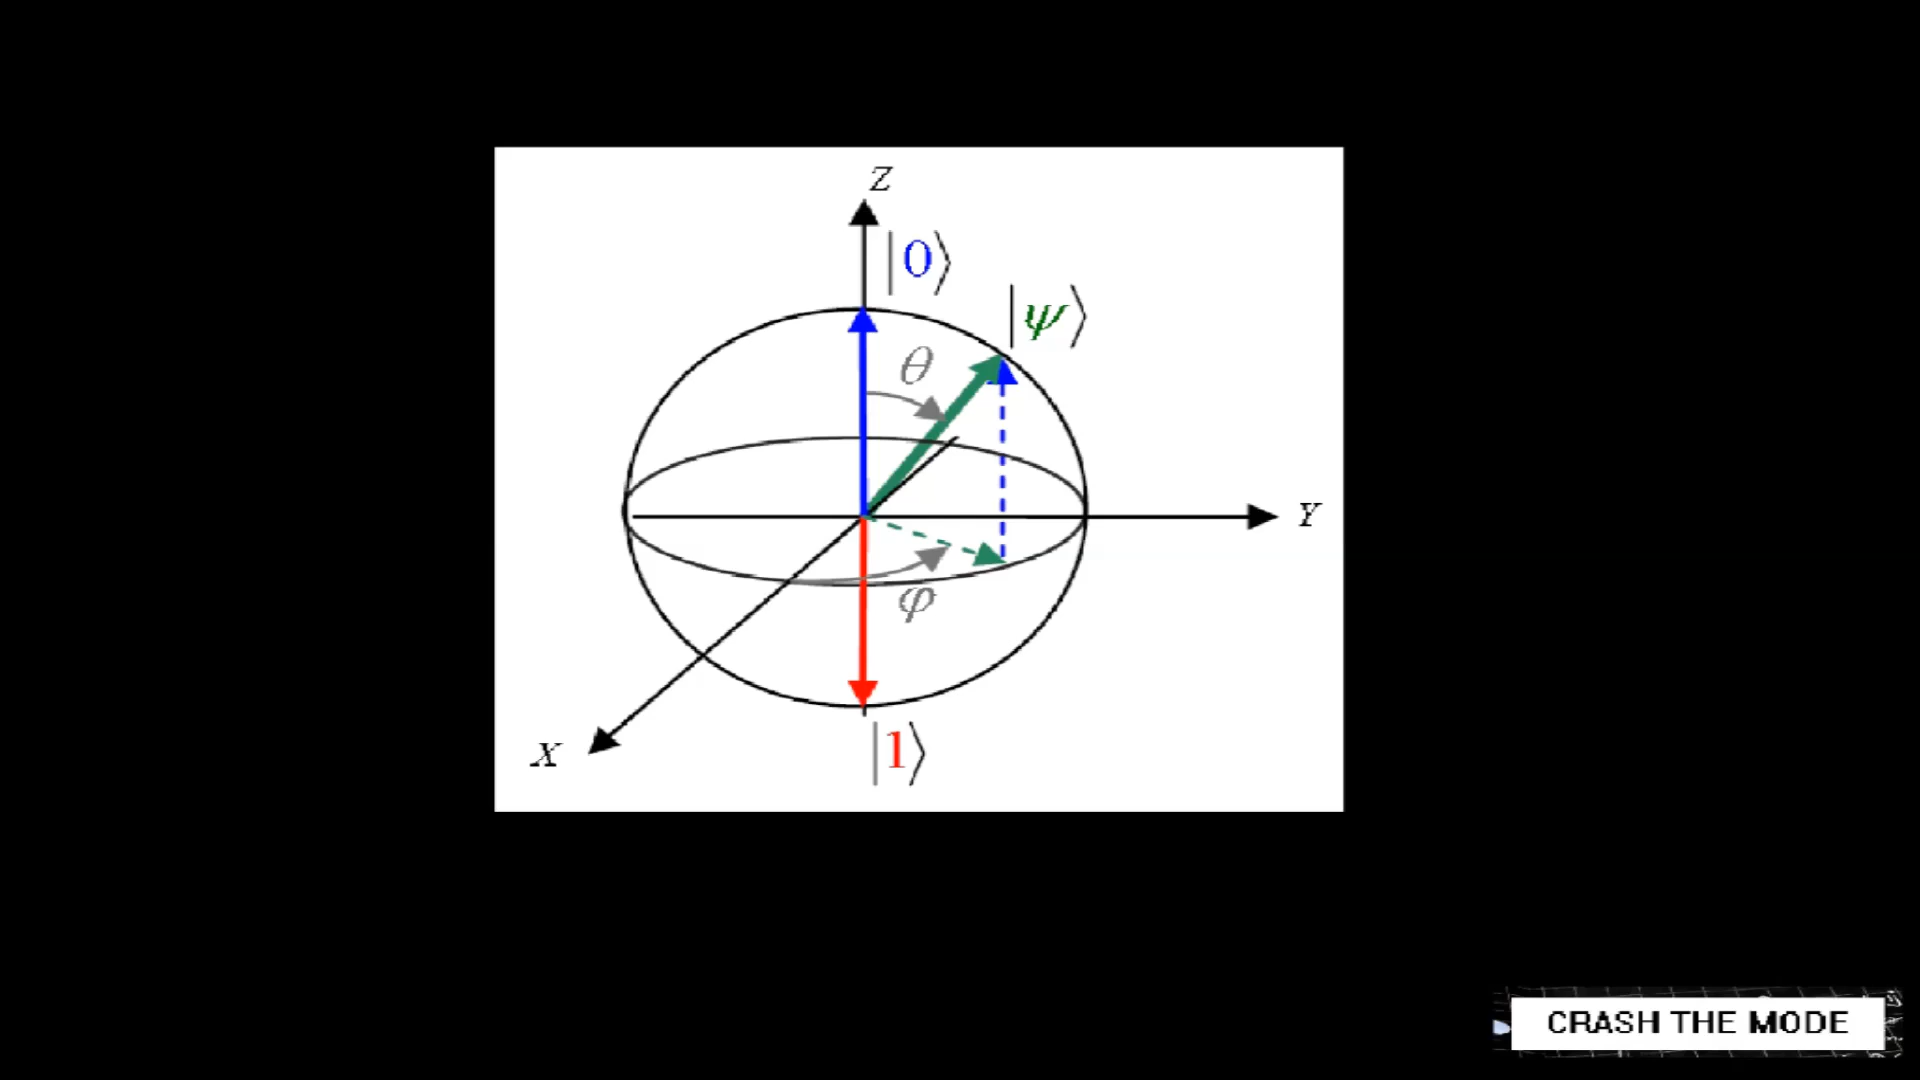 Z
|0⟩
|ψ⟩
θ
Y
φ
X
|1⟩
CRASH THE MODE